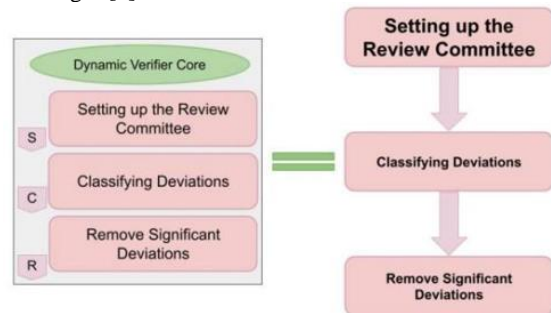 Dynamic Verifier Core
Setting up the Review
Committee
S
Classifying Deviations
C
Remove Significant
Deviations
R
Setting up the
Review Committee
Classifying Deviations
Remove Significant
Deviations